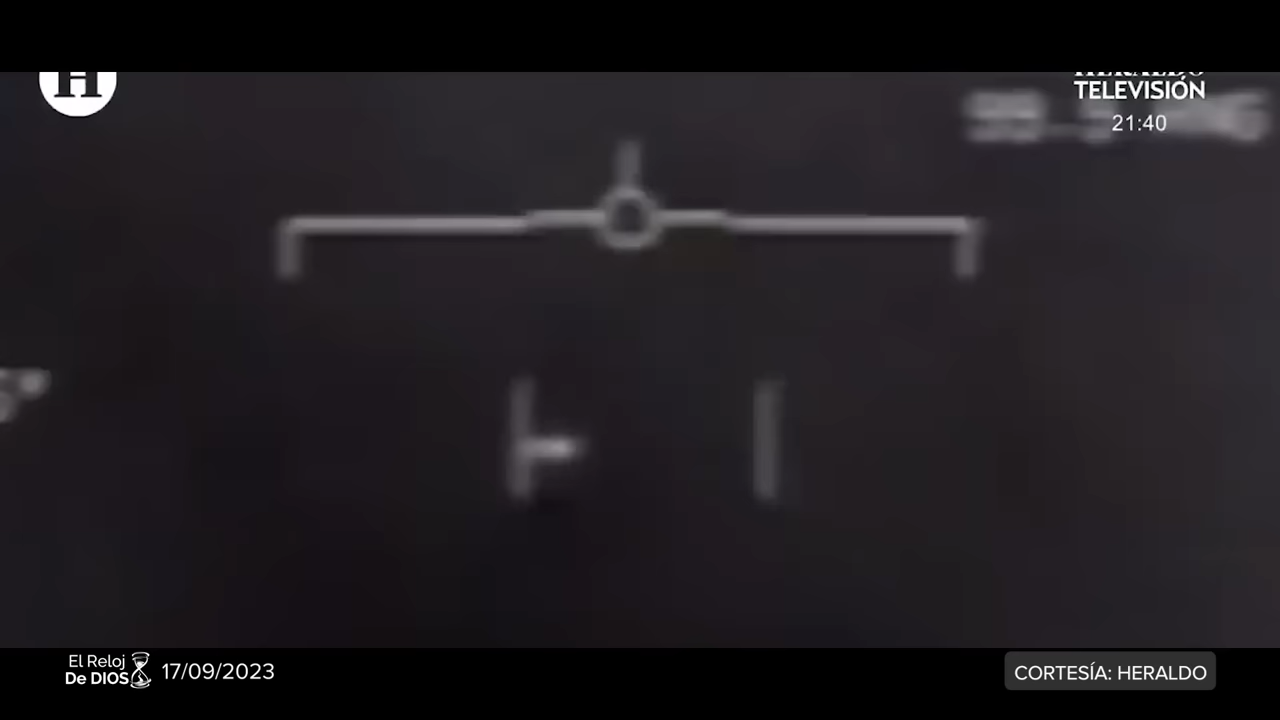 H
TELEVISIÓN
21:40
El Reloj
De DIOS
17/09/2023
CORTESÍA: HERALDO